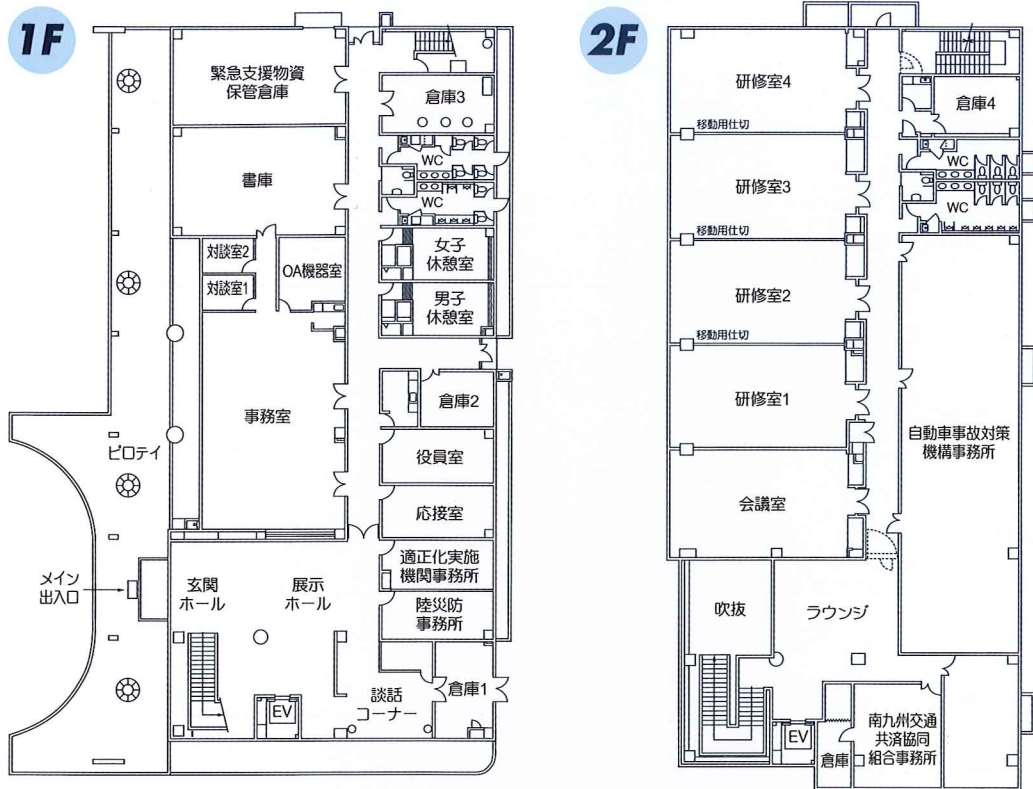 1F
緊急支援物資
保管倉庫
倉庫3
書庫
WC
WC
対談室2
対談室1
OA機器室
女子
休憩室
男子
休憩室
事務室
倉庫2
ピロティ
役員室
応接室
メイン
出入口
玄関
ホール
展示
ホール
適正化実施
機関事務所
陸災防
事務所
EV
談話
コーナー
倉庫1
2F
研修室4
倉庫4
移動用仕切
WC
研修室3
WC
移動用仕切
研修室2
移動用仕切
研修室1
自動車事故対策
機構事務所
会議室
吹抜
ラウンジ
EV
倉庫
南九州交通
共済協同
組合事務所